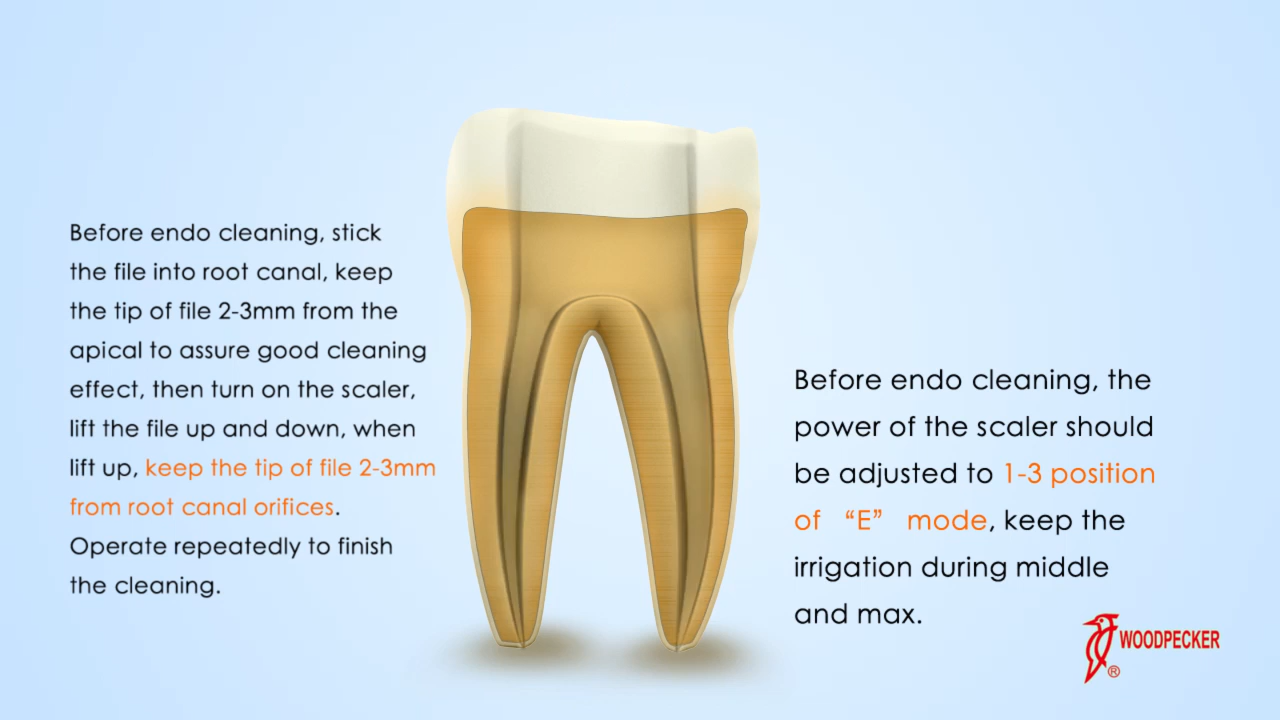 Before endo cleaning, stick
the file into root canal, keep
the tip of file 2-3mm from the
apical to assure good cleaning
effect, then turn on the scaler,
lift the file up and down, when
lift up, keep the tip of file 2-3mm
from root canal orifices.
Operate repeatedly to finish
the cleaning.
Before endo cleaning, the
power of the scaler should
be adjusted to 1-3 position
of “E” mode, keep the
irrigation during middle
and max.
WOODPECKER
®